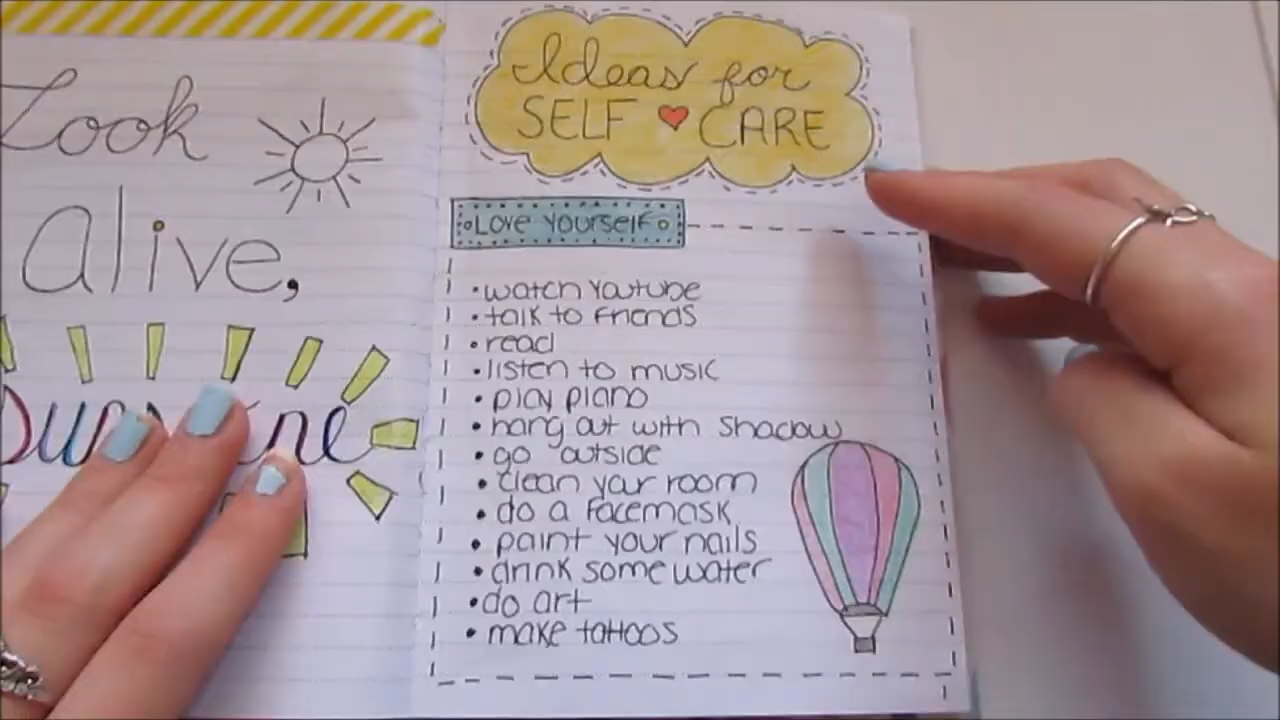 Look
alive,
Ideas for
SELF CARE
Love yourself
watch Youtube
talk to friends
read
listen to music
play piano
hang out with Shadow
go outside
clean your room
do a facemask
paint your nails
drink some water
do art
make tattoos